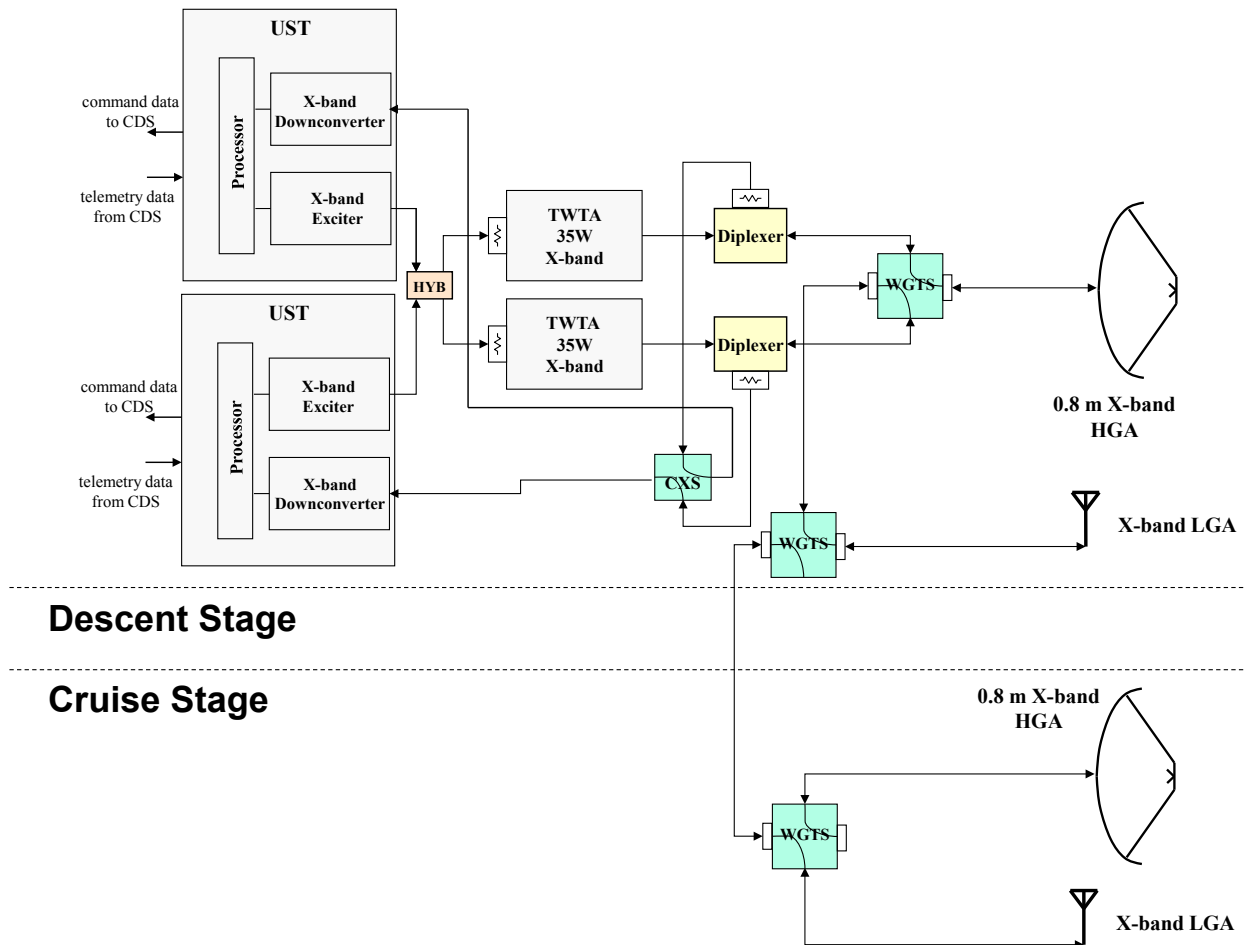 UST
Processor
X-band
Downconverter
X-band
Exciter
command data
to CDS
telemetry data
from CDS
HYB
TWTA
35W
X-band
Diplexer
WGTS
0.8 m X-band
HGA
UST
Processor
X-band
Exciter
X-band
Downconverter
command data
to CDS
telemetry data
from CDS
TWTA
35W
X-band
Diplexer
CXS
WGTS
X-band LGA
Descent Stage
Cruise Stage
0.8 m X-band
HGA
WGTS
X-band LGA